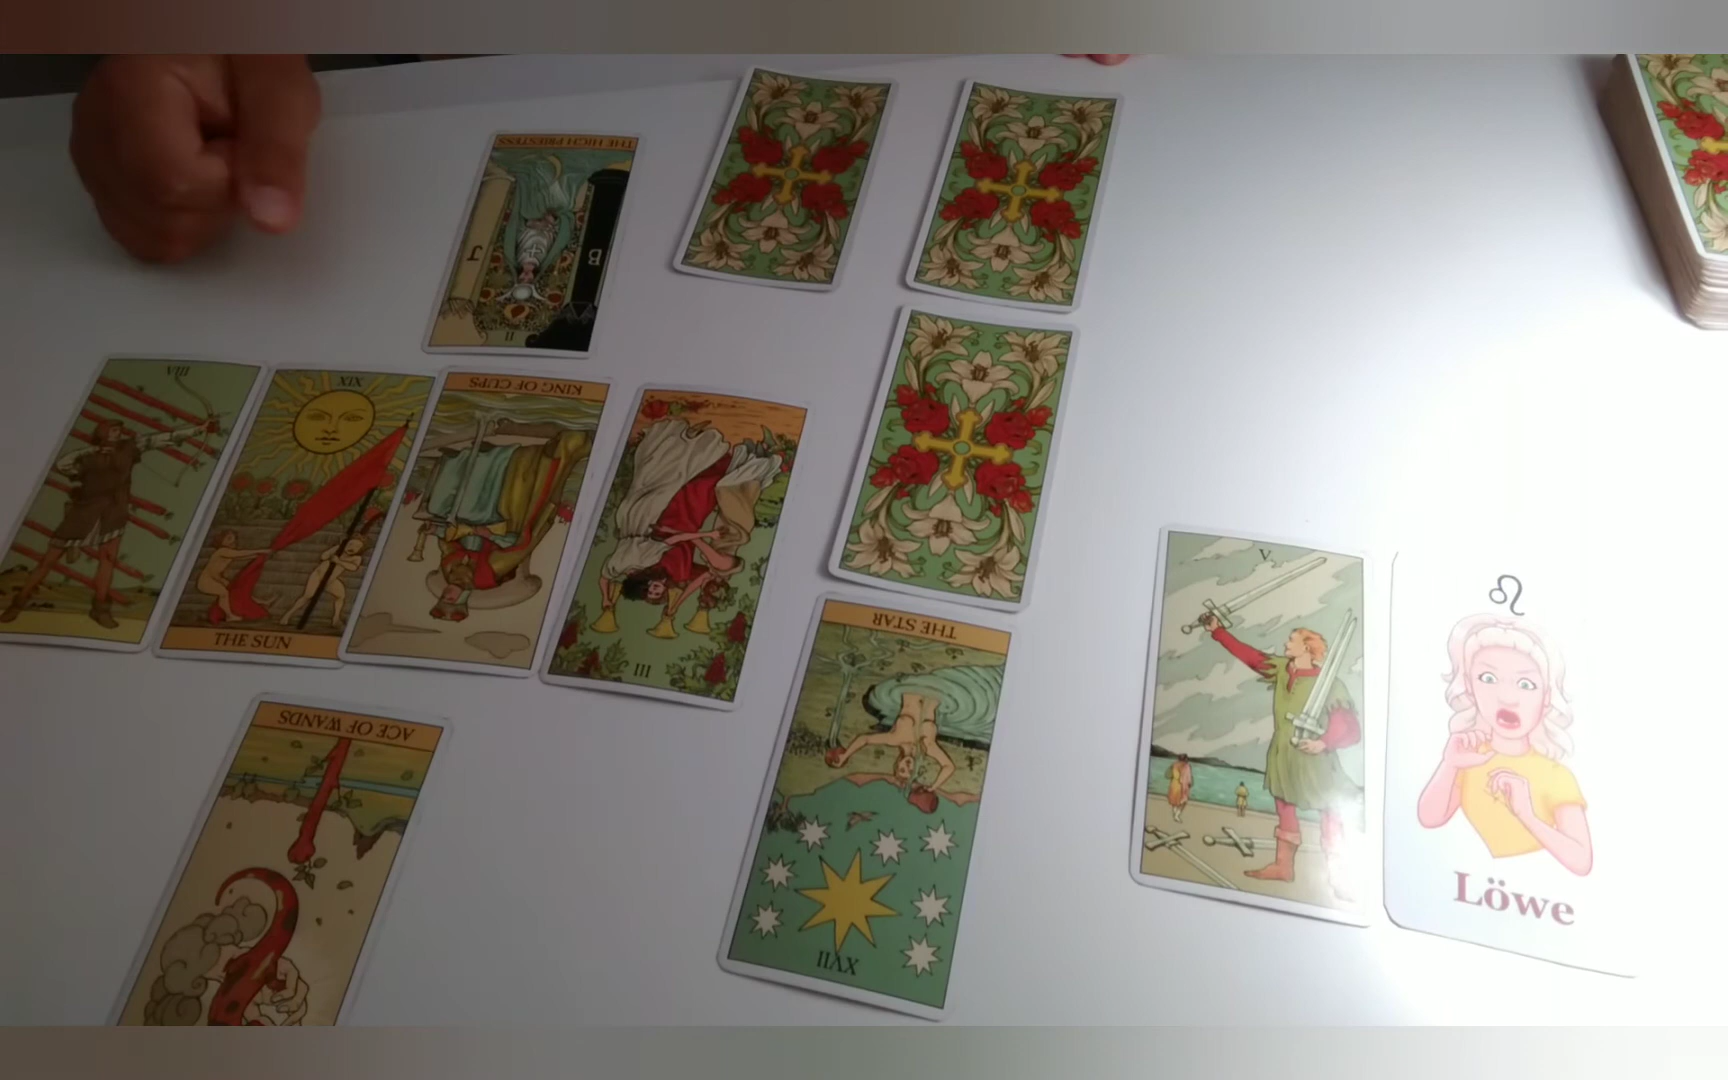 THE HIGH PRIESTESS
J
B
II
VIII
XIX
THE SUN
KING OF CUPS
III
ACE OF WANDS
THE STAR
XVII
V
♌
Löwe